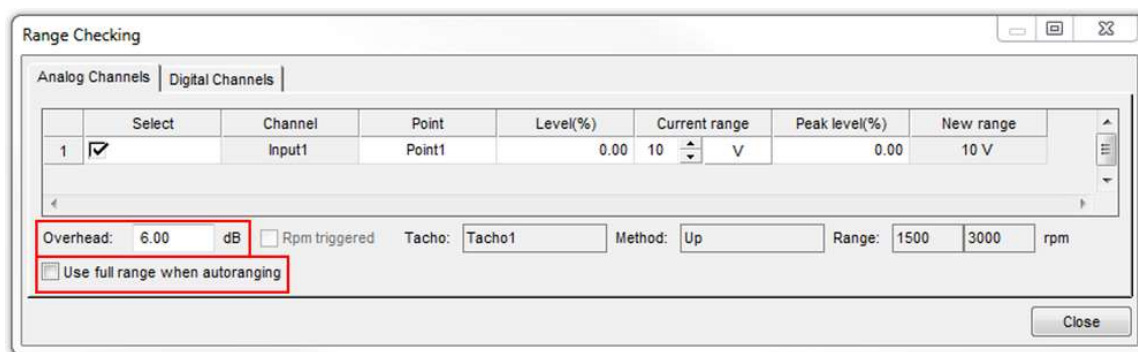 Range Checking
Analog Channels Digital Channels
Select Channel Point Level(%) Current range Peak level(%) New range
1 Input1 Point1 0.00 10 V 0.00 10 V
Overhead: 6.00 dB Rpm triggered Tacho: Tacho1 Method: Up Range: 1500 3000 rpm
Use full range when autoranging
Close